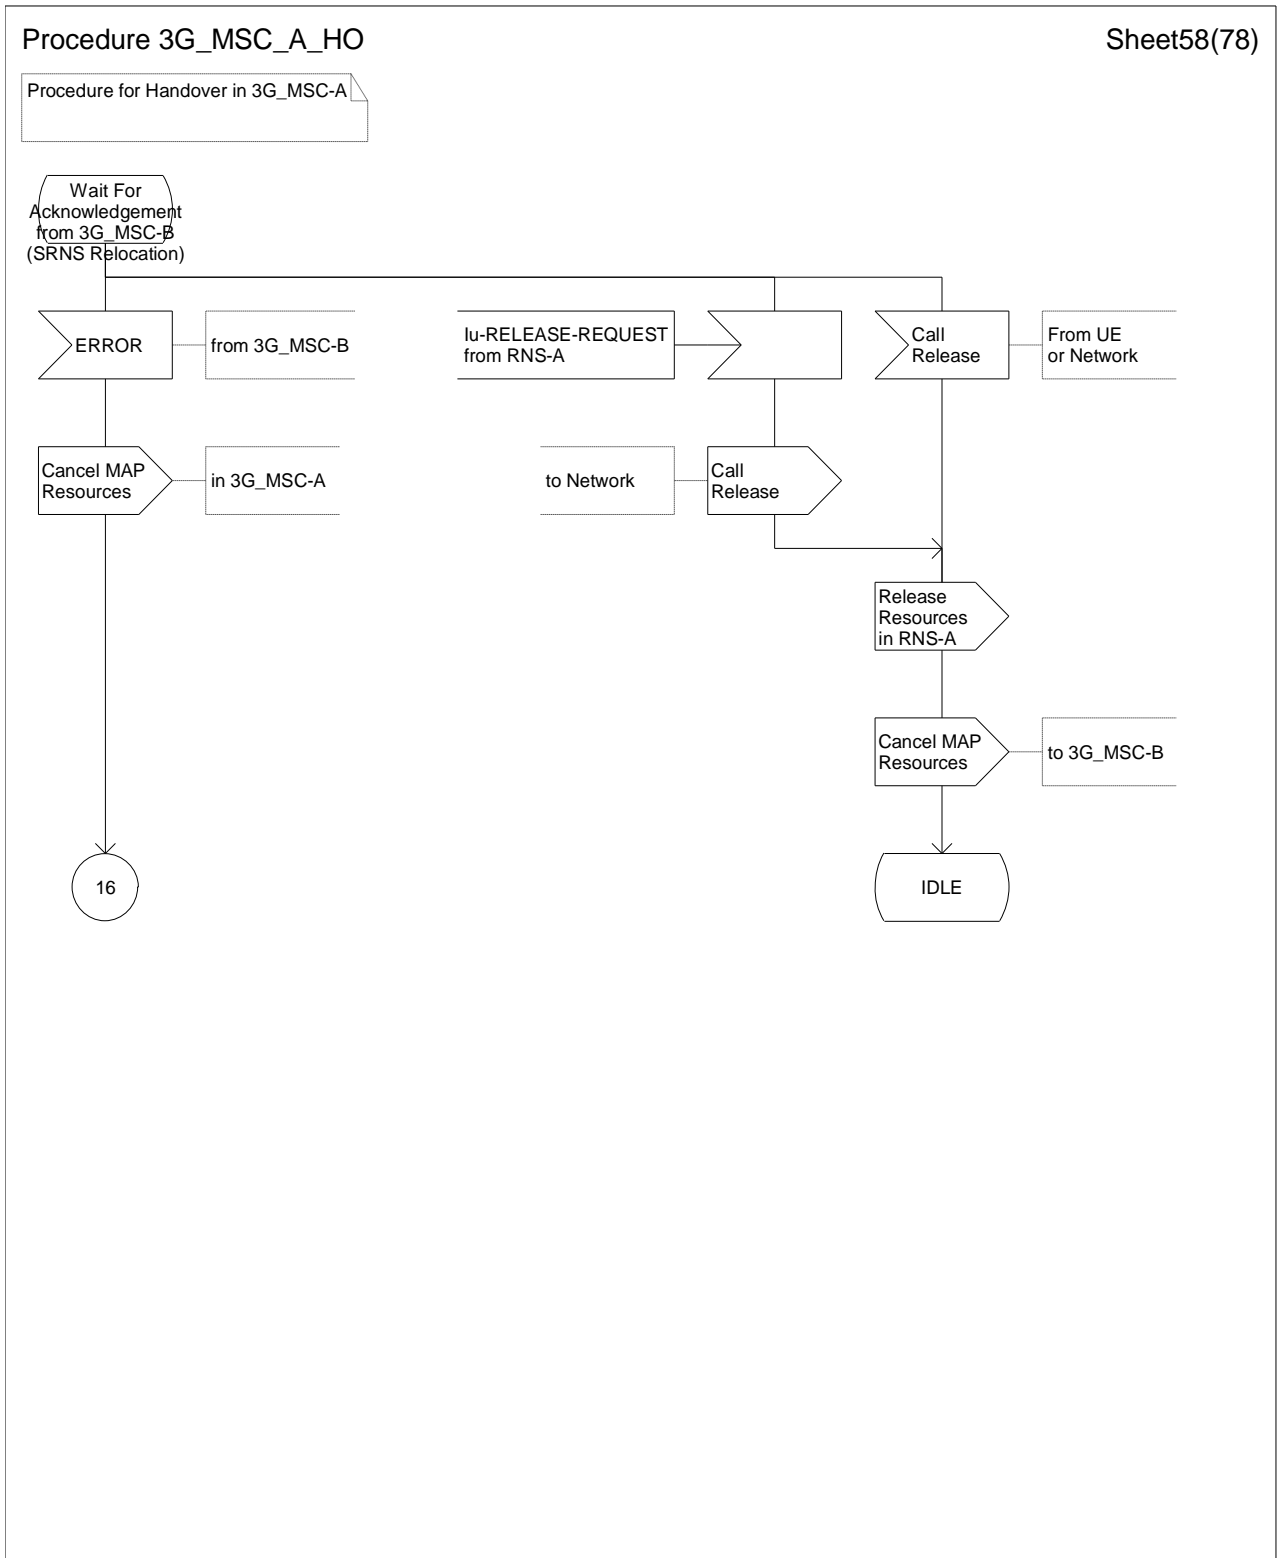 Procedure 3G_MSC_A_HO
Sheet58(78)
Procedure for Handover in 3G_MSC-A
Wait For
Acknowledgement
from 3G_MSC-B
(SRNS Relocation)
ERROR
from 3G_MSC-B
Iu-RELEASE-REQUEST
from RNS-A
Call
Release
From UE
or Network
Cancel MAP
Resources
in 3G_MSC-A
to Network
Call
Release
Release
Resources
in RNS-A
Cancel MAP
Resources
to 3G_MSC-B
16
IDLE